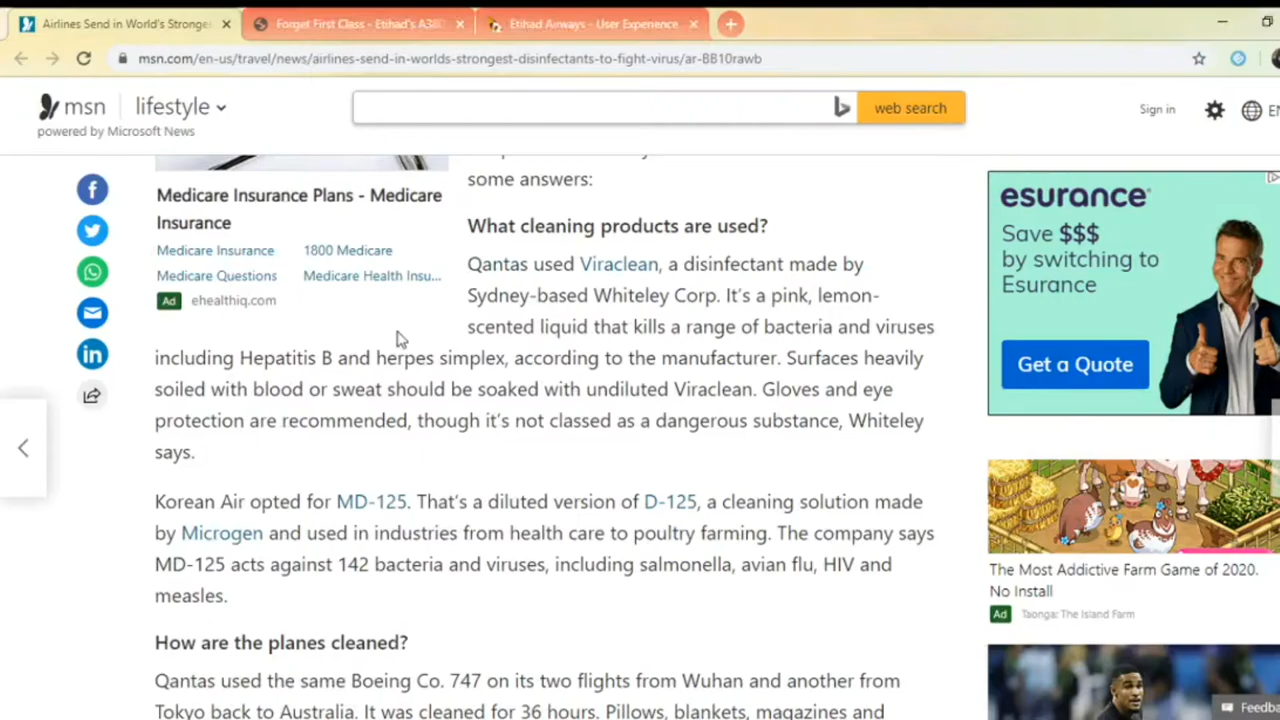 Airlines Send in World's Stronge
Forget First Class - Etihad's A380
Etihad Airways - User Experience
msn.com/en-us/travel/news/airlines-send-in-worlds-strongest-disinfectants-to-fight-virus/ar-BB10rawb
msn
lifestyle
web search
Sign in
powered by Microsoft News
Medicare Insurance Plans - Medicare
Insurance
Medicare Insurance 1800 Medicare
Medicare Questions Medicare Health Insu...
Ad ehealthiq.com
some answers:
What cleaning products are used?
Qantas used Viraclean, a disinfectant made by
Sydney-based Whiteley Corp. It's a pink, lemon-
scented liquid that kills a range of bacteria and viruses
including Hepatitis B and herpes simplex, according to the manufacturer. Surfaces heavily
soiled with blood or sweat should be soaked with undiluted Viraclean. Gloves and eye
protection are recommended, though it's not classed as a dangerous substance, Whiteley
says.
Korean Air opted for MD-125. That's a diluted version of D-125, a cleaning solution made
by Microgen and used in industries from health care to poultry farming. The company says
MD-125 acts against 142 bacteria and viruses, including salmonella, avian flu, HIV and
measles.
How are the planes cleaned?
Qantas used the same Boeing Co. 747 on its two flights from Wuhan and another from
Tokyo back to Australia. It was cleaned for 36 hours. Pillows, blankets, magazines and
esurance
Save $$$
by switching to
Esurance
Get a Quote
The Most Addictive Farm Game of 2020.
No Install
Ad Taonga: The Island Farm
Feedba